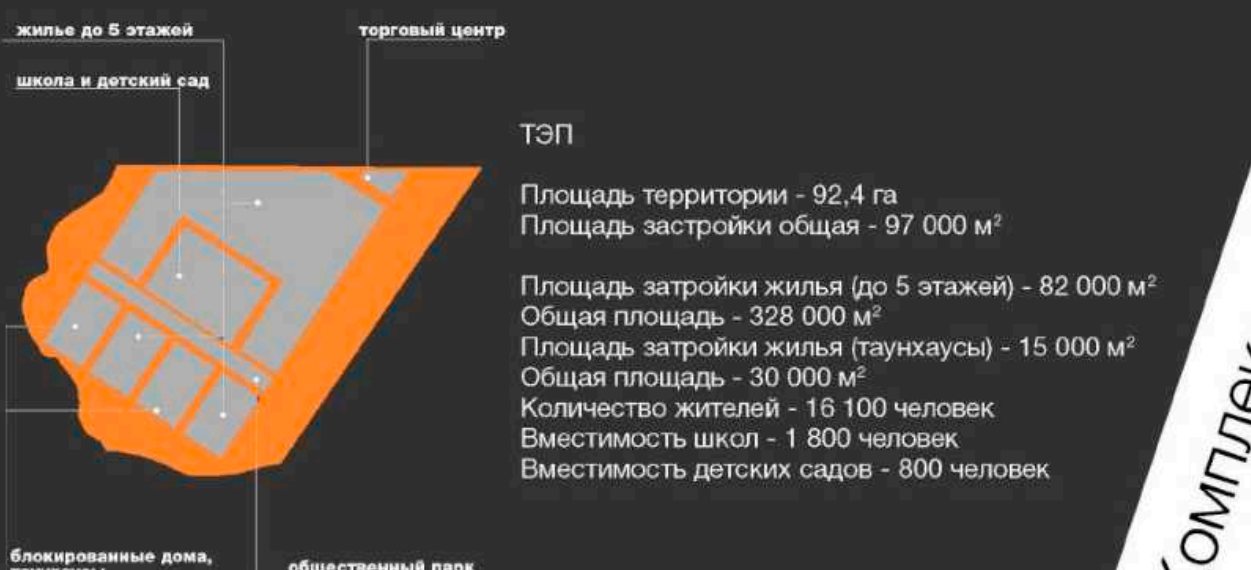 жилье до 5 этажей
торговый центр
школа и детский сад
ТЭП
Площадь территории - 92,4 га
Площадь застройки общая - 97 000 м²
Площадь затройки жилья (до 5 этажей) - 82 000 м²
Общая площадь - 328 000 м²
Площадь затройки жилья (таунхаусы) - 15 000 м²
Общая площадь - 30 000 м²
Количество жителей - 16 100 человек
Вместимость школ - 1 800 человек
Вместимость детских садов - 800 человек
блокированные дома,
общественный парк